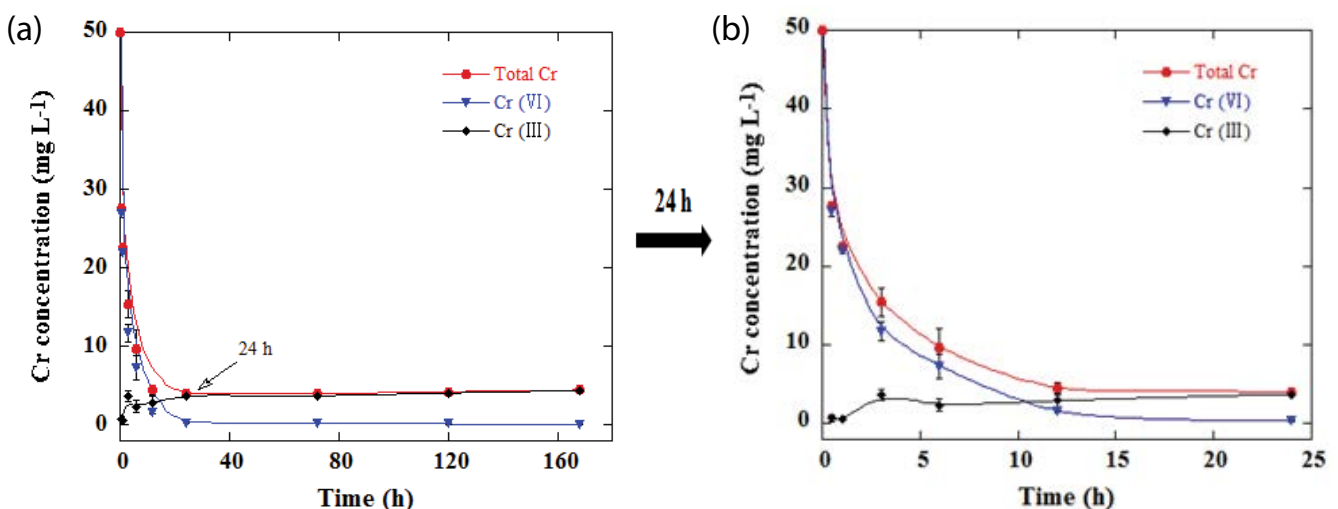 (a)
Cr concentration (mg L-1)
50
40
30
20
10
0
Total Cr
Cr (VI)
Cr (III)
24 h
0 40 80 120 160
Time (h)
24 h
(b)
Cr concentration (mg L-1)
50
40
30
20
10
0
Total Cr
Cr (VI)
Cr (III)
0 5 10 15 20 25
Time (h)